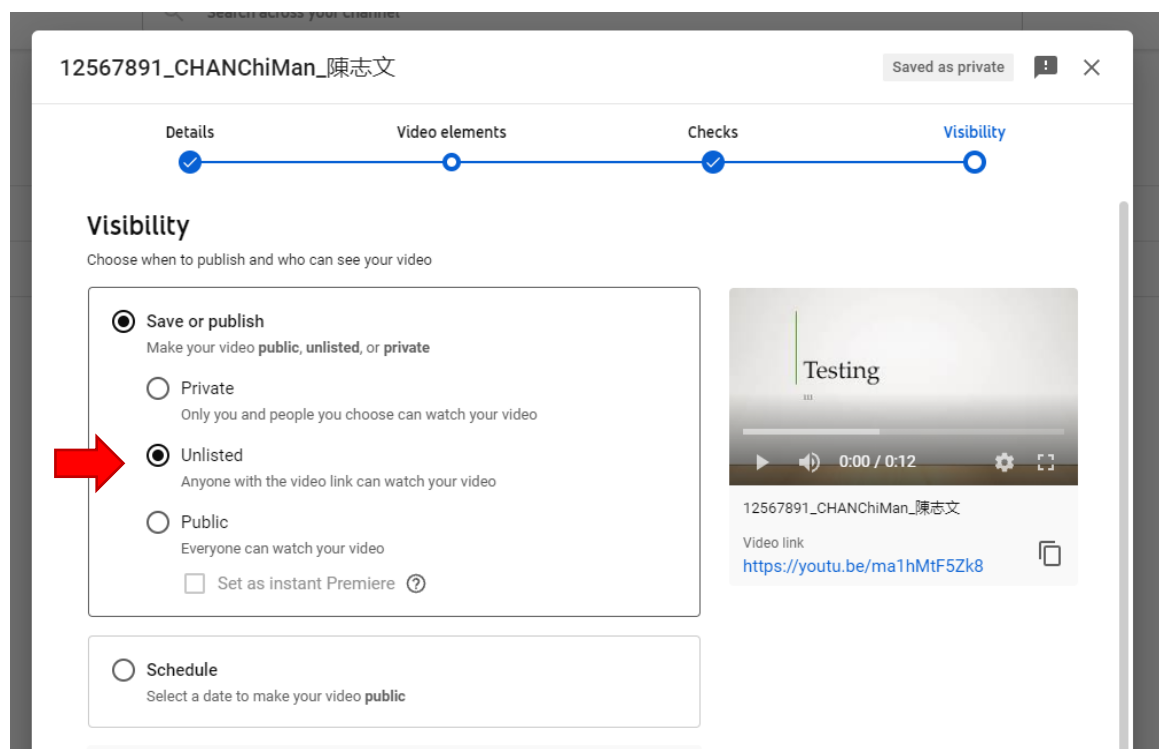 Search across your channel
12567891_CHANChiMan_陳志文
Saved as private
Details
Video elements
Checks
Visibility
Visibility
Choose when to publish and who can see your video
Save or publish
Make your video public, unlisted, or private
Private
Only you and people you choose can watch your video
Unlisted
Anyone with the video link can watch your video
Public
Everyone can watch your video
Set as instant Premiere
Schedule
Select a date to make your video public
Testing
0:00 / 0:12
12567891_CHANChiMan_陳志文
Video link
https://youtu.be/ma1hMtF5Zk8